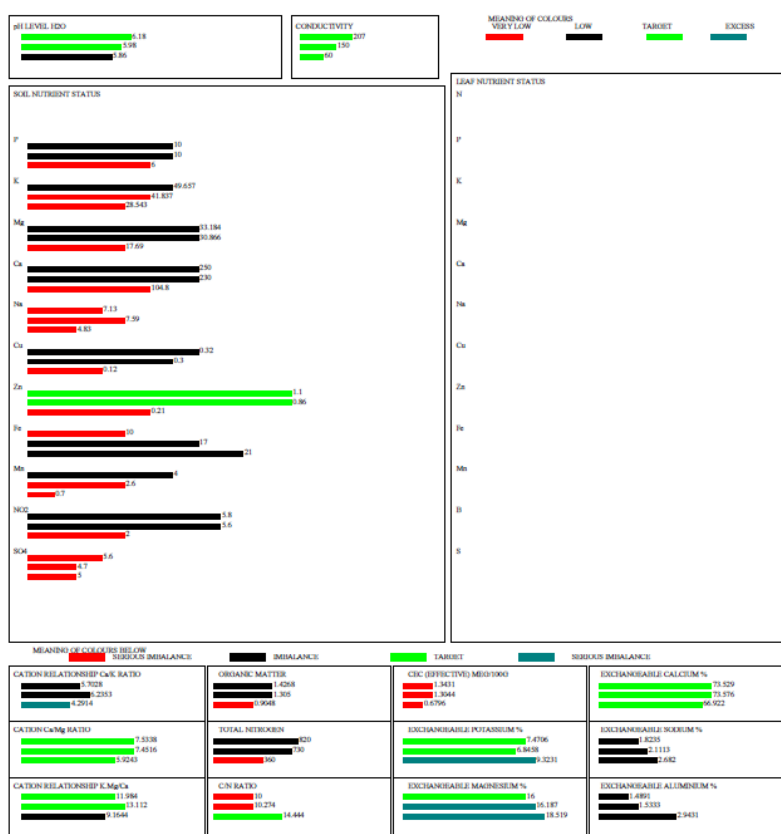 pH LEVEL H2O
6.18
5.98
5.86
CONDUCTIVITY
207
150
60
MEANING OF COLOURS
VERY LOW LOW TARGET EXCESS
SOIL NUTRIENT STATUS
P
10
10
6
K
49.657
41.837
28.543
Mg
33.184
30.866
17.69
Ca
250
230
104.8
Na
7.13
7.59
4.83
Cu
0.32
0.3
0.12
Zn
1.1
0.86
0.21
Fe
10
17
21
Mn
4
2.6
0.7
NO2
5.8
5.6
2
SO4
5.6
4.7
5
LEAF NUTRIENT STATUS
N
P
K
Mg
Ca
Na
Cu
Zn
Fe
Mn
B
S
MEANING OF COLOURS BELOW
SERIOUS IMBALANCE IMBALANCE TARGET SERIOUS IMBALANCE
CATION RELATIONSHIP Ca/K RATIO
5.7028
6.2353
4.2914
ORGANIC MATTER
1.4268
1.305
0.9048
CEC (EFFECTIVE) MEQ/100G
1.3431
1.3044
0.6796
EXCHANGEABLE CALCIUM %
73.529
73.576
66.922
CATION Ca/Mg RATIO
7.5338
7.4516
5.9243
TOTAL NITROGEN
820
730
360
EXCHANGEABLE POTASSIUM %
7.4706
6.8458
9.3231
EXCHANGEABLE SODIUM %
1.8235
2.1113
2.682
CATION RELATIONSHIP K.Mg/Ca
11.984
13.112
9.1644
C/N RATIO
10
10.274
14.444
EXCHANGEABLE MAGNESIUM %
16
16.187
18.519
EXCHANGEABLE ALUMINIUM %
1.4891
1.5333
2.9431